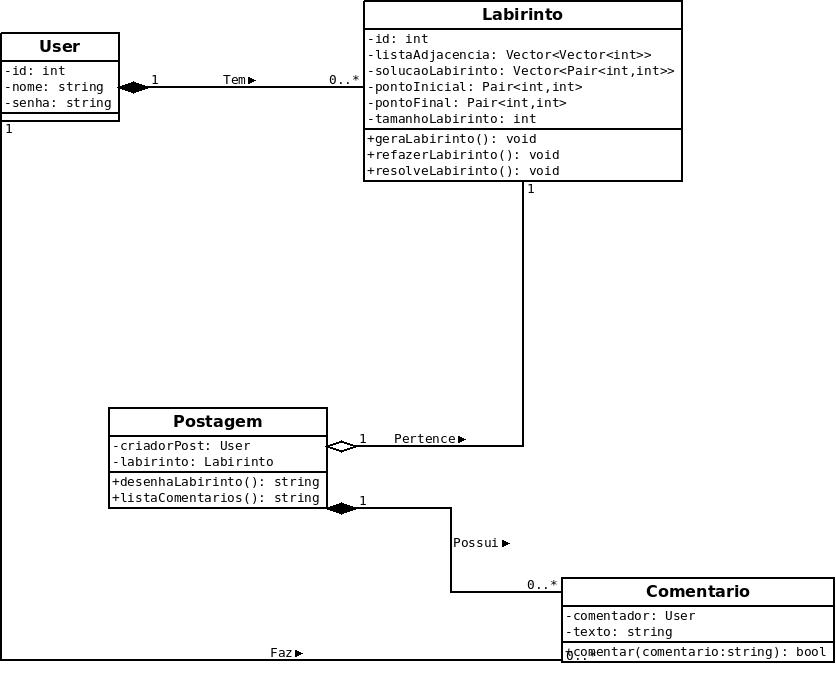 Labirinto
-id: int
-listaAdjacencia: Vector<Vector<int>>
-solucaoLabirinto: Vector<Pair<int,int>>
-pontoInicial: Pair<int,int>
-pontoFinal: Pair<int,int>
-tamanhoLabirinto: int
+geraLabirinto(): void
+refazerLabirinto(): void
+resolveLabirinto(): void
User
-id: int
-nome: string
-senha: string
1
Tem►
0..*
1
1
Postagem
-criadorPost: User
-labirinto: Labirinto
+desenhaLabirinto(): string
+listaComentarios(): string
1
Pertence►
1
Possui►
0..*
Comentario
-comentador: User
-texto: string
+comentar(comentario:string): bool
Faz►
0..*